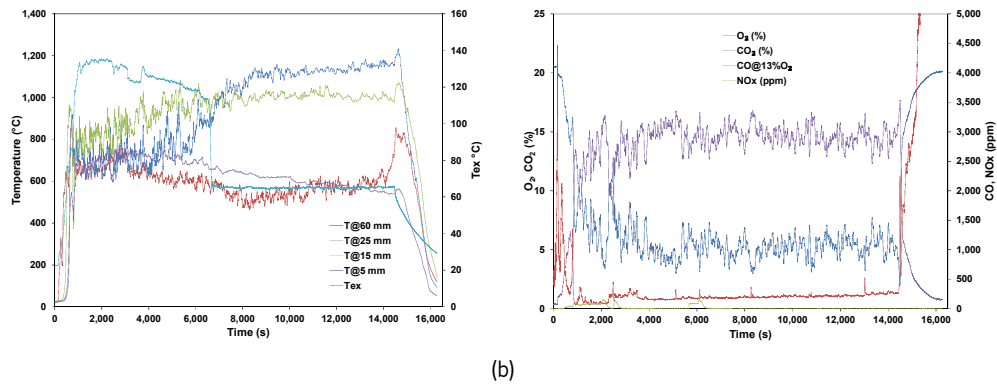 1,400
1,200
1,000
800
600
400
200
0
Temperature (°C)
160
140
120
100
80
60
40
20
0
Tex °C)
T@60 mm
T@25 mm
T@15 mm
T@5 mm
Tex
0 2,000 4,000 6,000 8,000 10,000 12,000 14,000 16,000
Time (s)
25
20
15
10
5
0
O₂, CO₂ (%)
O₂ (%)
CO₂ (%)
CO@13%O₂
NOx (ppm)
5,000
4,500
4,000
3,500
3,000
2,500
2,000
1,500
1,000
500
0
CO, NOx (ppm)
0 2,000 4,000 6,000 8,000 10,000 12,000 14,000 16,000
Time (s)
(b)